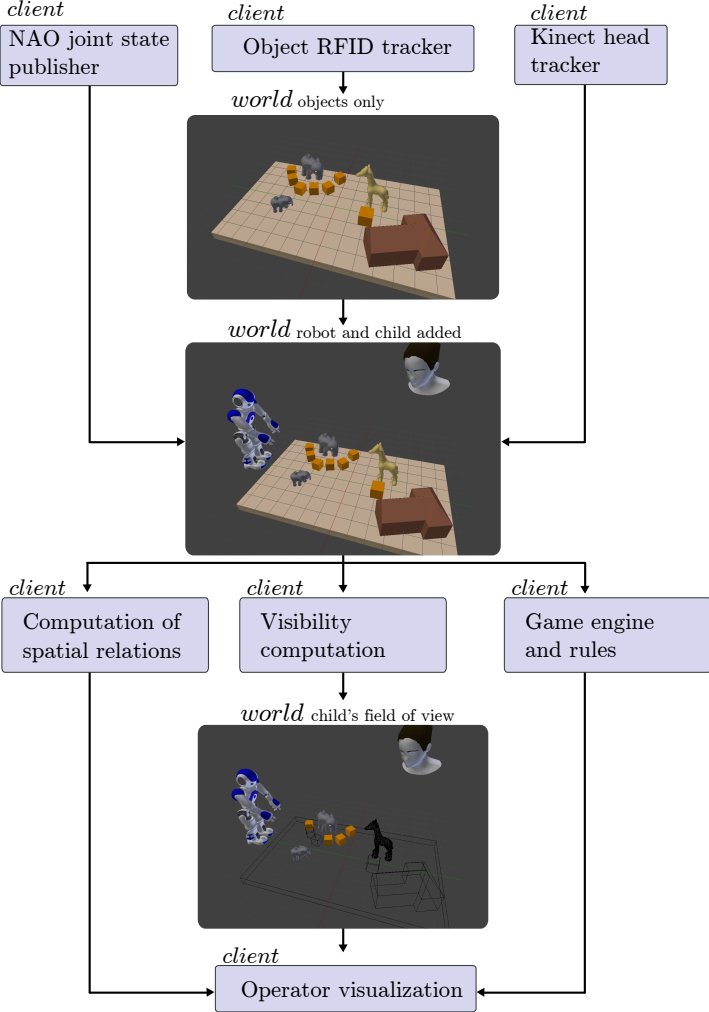 client
NAO joint state
publisher
client
Object RFID tracker
client
Kinect head
tracker
world objects only
world robot and child added
client
Computation of
spatial relations
client
Visibility
computation
client
Game engine
and rules
world child's field of view
client
Operator visualization